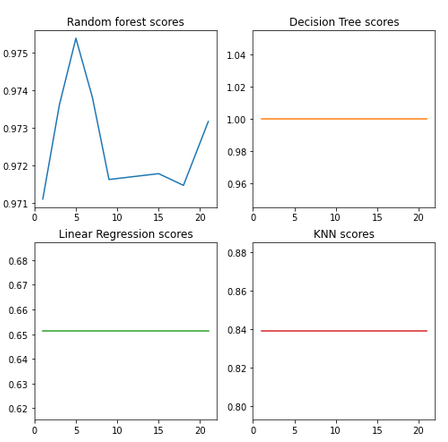 Random forest scores
0.975
0.974
0.973
0.972
0.971
0 5 10 15 20
Decision Tree scores
1.04
1.02
1.00
0.98
0.96
0 5 10 15 20
Linear Regression scores
0.68
0.67
0.66
0.65
0.64
0.63
0.62
0 5 10 15 20
KNN scores
0.88
0.86
0.84
0.82
0.80
0 5 10 15 20